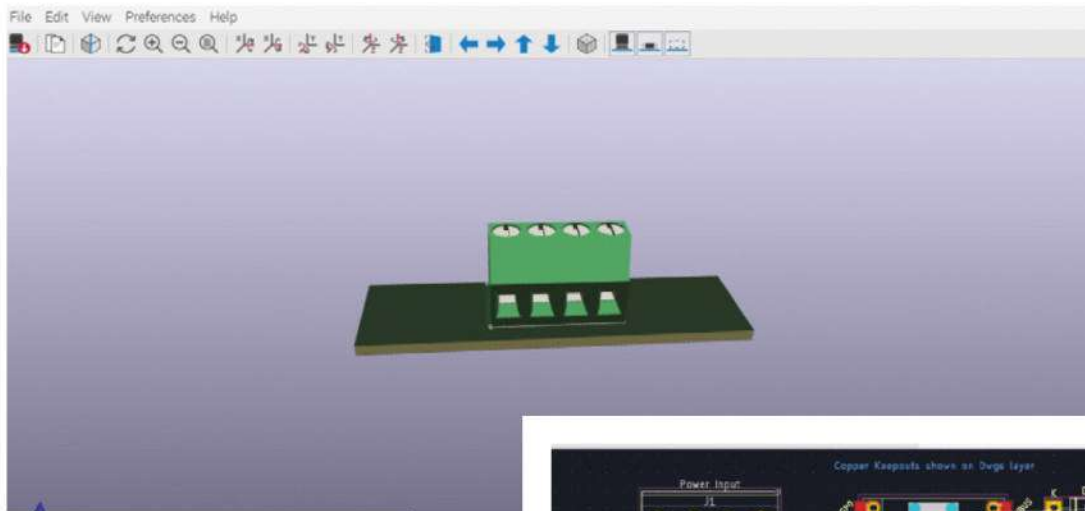 File Edit View Preferences Help
Copper Keepouts shown on Dwgs layer
Power Input
J1
K